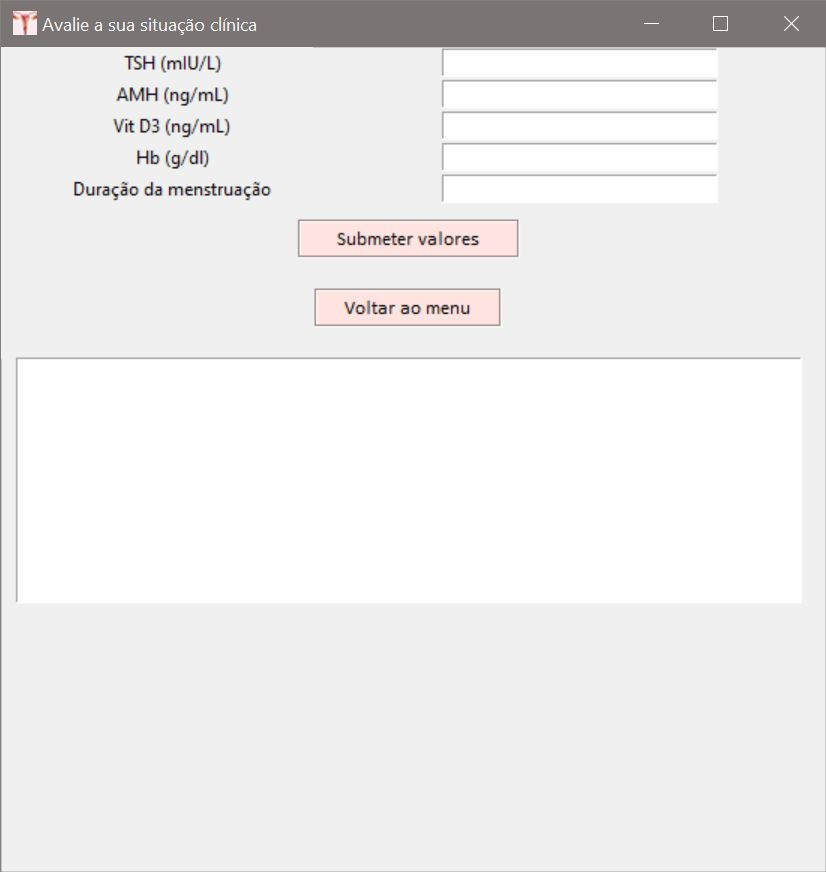 Avalie a sua situação clínica
TSH (mIU/L)
AMH (ng/mL)
Vit D3 (ng/mL)
Hb (g/dl)
Duração da menstruação
Submeter valores
Voltar ao menu